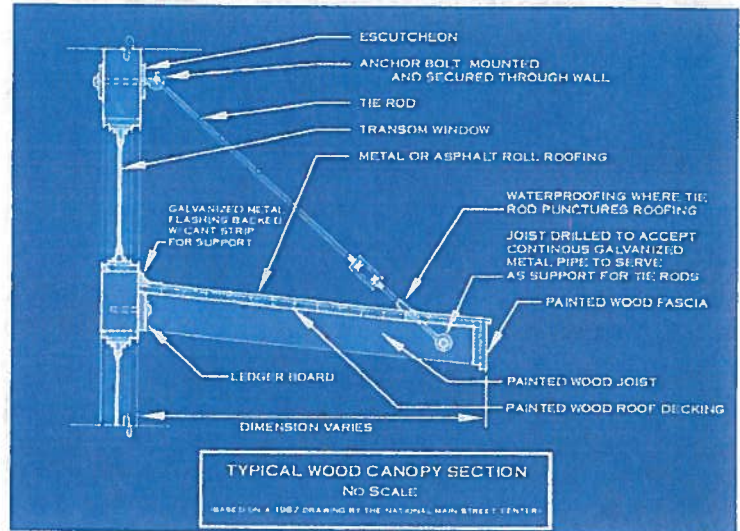 ESCUTCHEON
ANCHOR BOLT MOUNTED
AND SECURED THROUGH WALL
TIE ROD
TRANSOM WINDOW
METAL OR ASPHALT ROLL ROOFING
GALVANIZED METAL
FLASHING BACKED
W/ CANT STRIP
FOR SUPPORT
WATERPROOFING WHERE TIE
ROD PUNCTURES ROOFING
JOIST DRILLED TO ACCEPT
CONTINOUS GALVANIZED
METAL PIPE TO SERVE
AS SUPPORT FOR TIE RODS
PAINTED WOOD FASCIA
LEDGER BOARD
PAINTED WOOD JOIST
PAINTED WOOD ROOF DECKING
DIMENSION VARIES
TYPICAL WOOD CANOPY SECTION
NO SCALE
(BASED ON A 1987 DRAWING BY THE NATIONAL MAIN STREET CENTER)